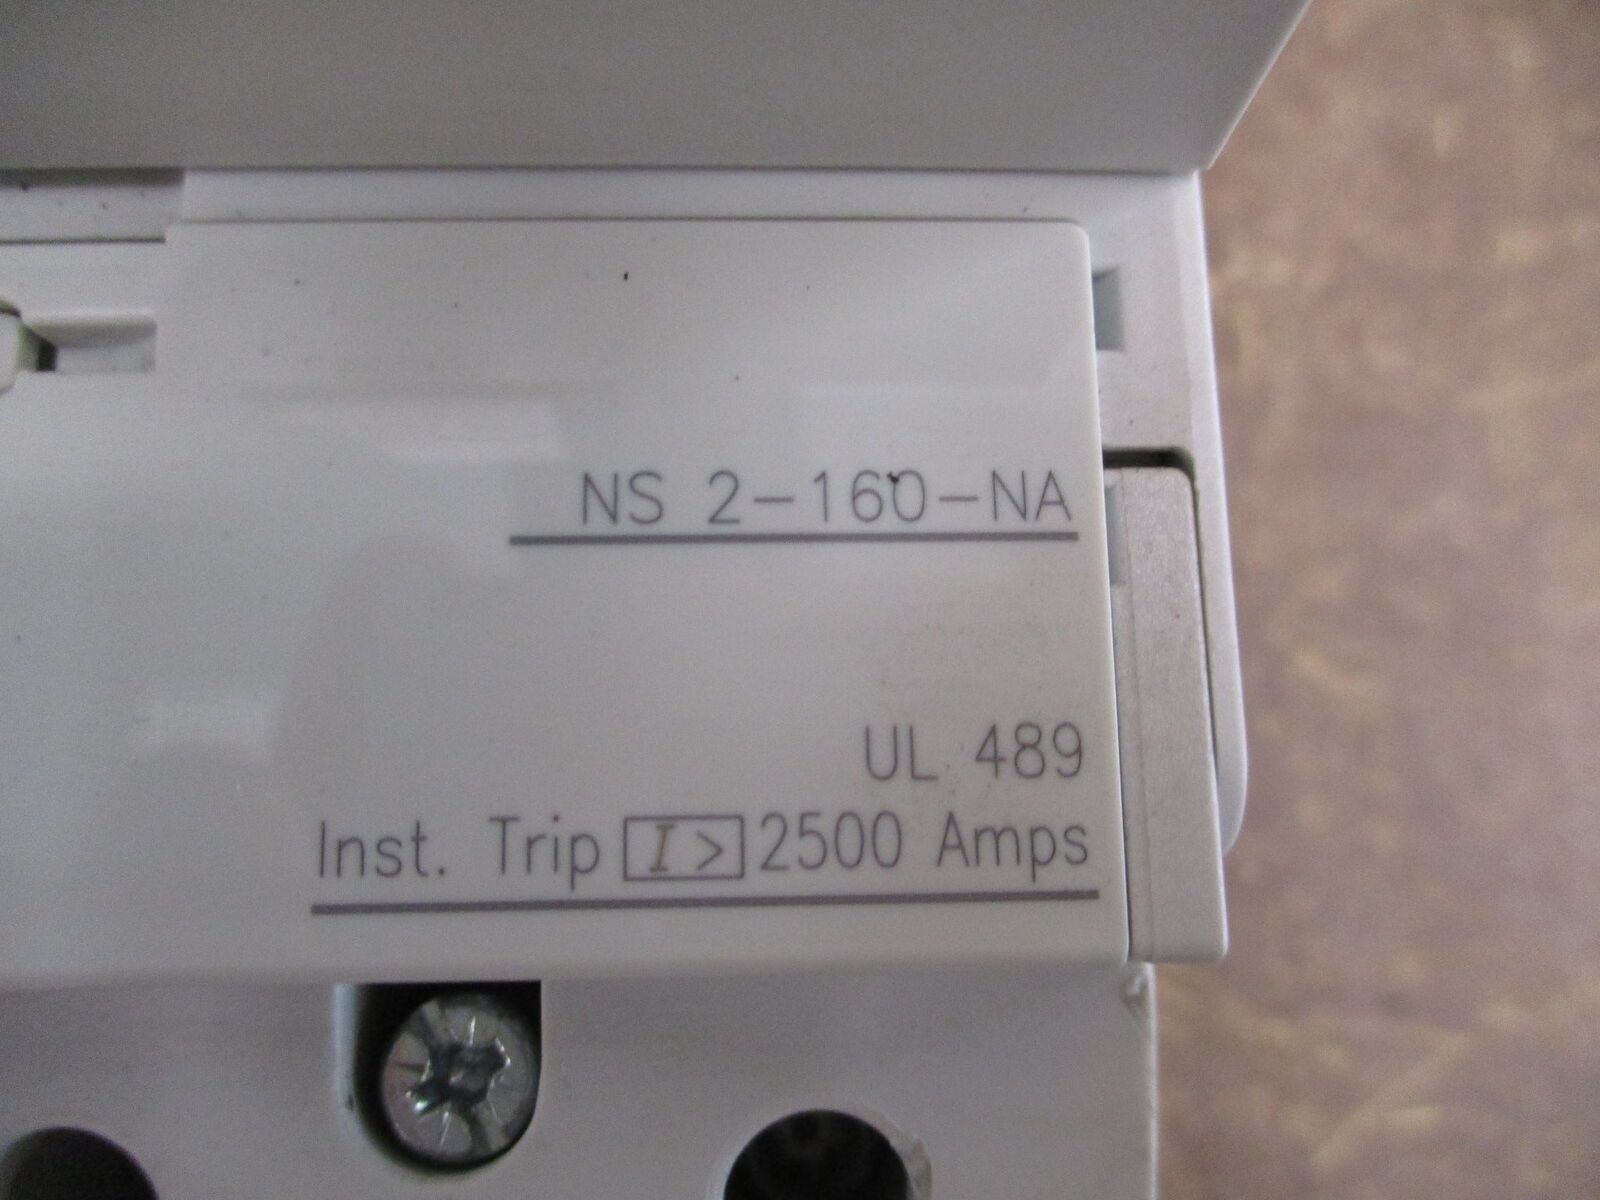 NS 2-160-NA
UL 489
Inst. Trip I> 2500 Amps